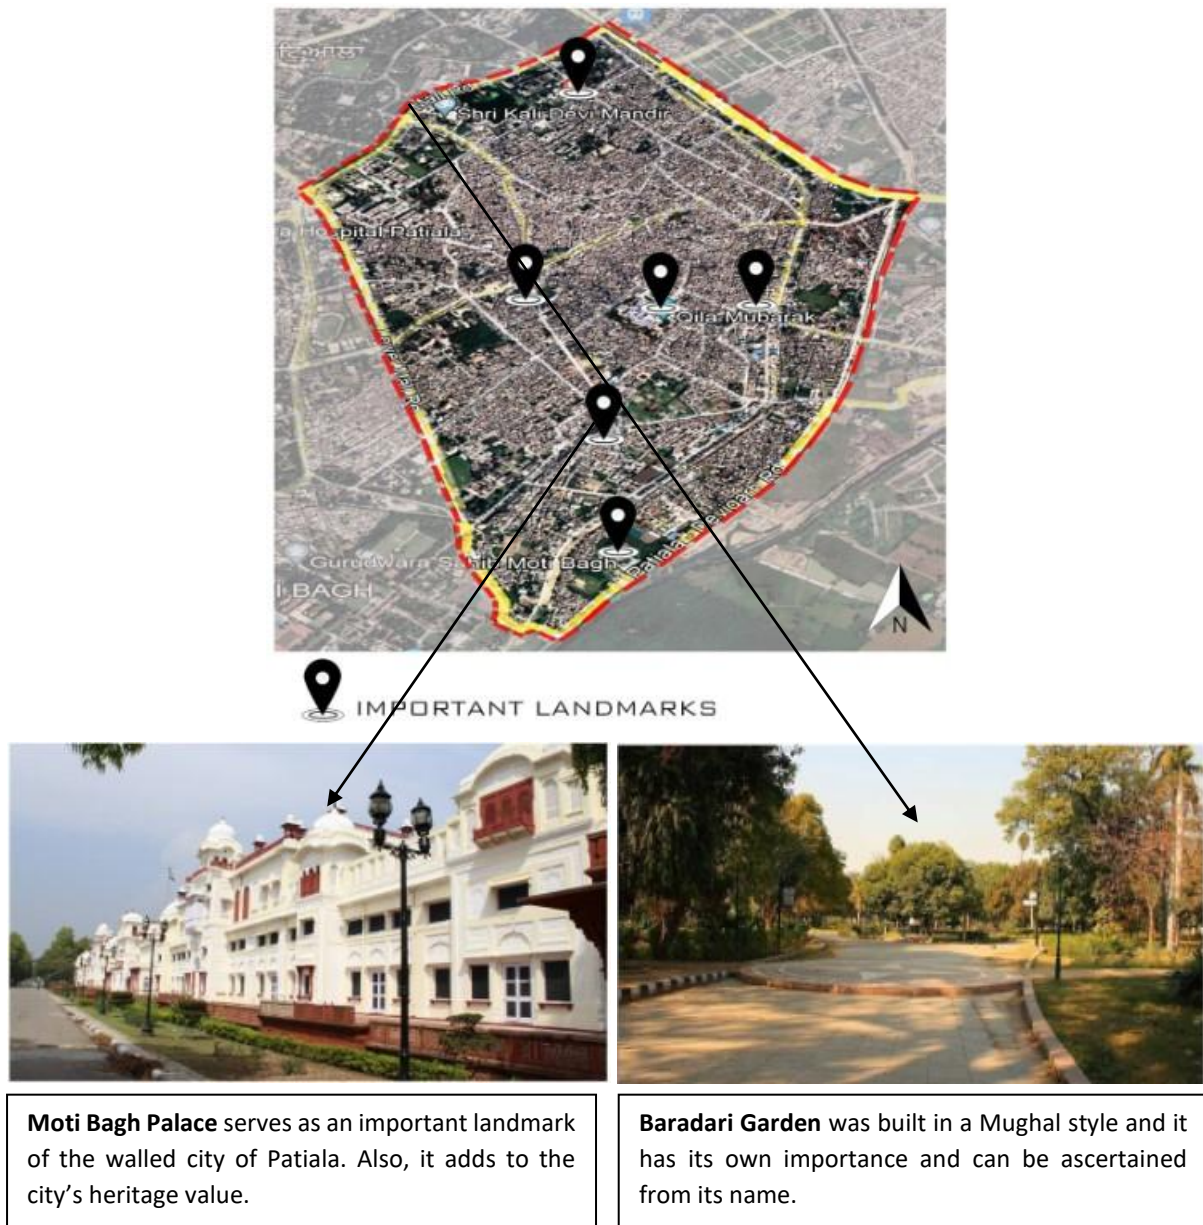 ਪਟਿਆਲਾ
Shri Kali Devi Mandir
a Hospital Patiala
Qila Mubarak
Gurudwara Sahib Moti Bagh
I BAGH
N
IMPORTANT LANDMARKS
Moti Bagh Palace serves as an important landmark
of the walled city of Patiala. Also, it adds to the
city’s heritage value.
Baradari Garden was built in a Mughal style and it
has its own importance and can be ascertained
from its name.